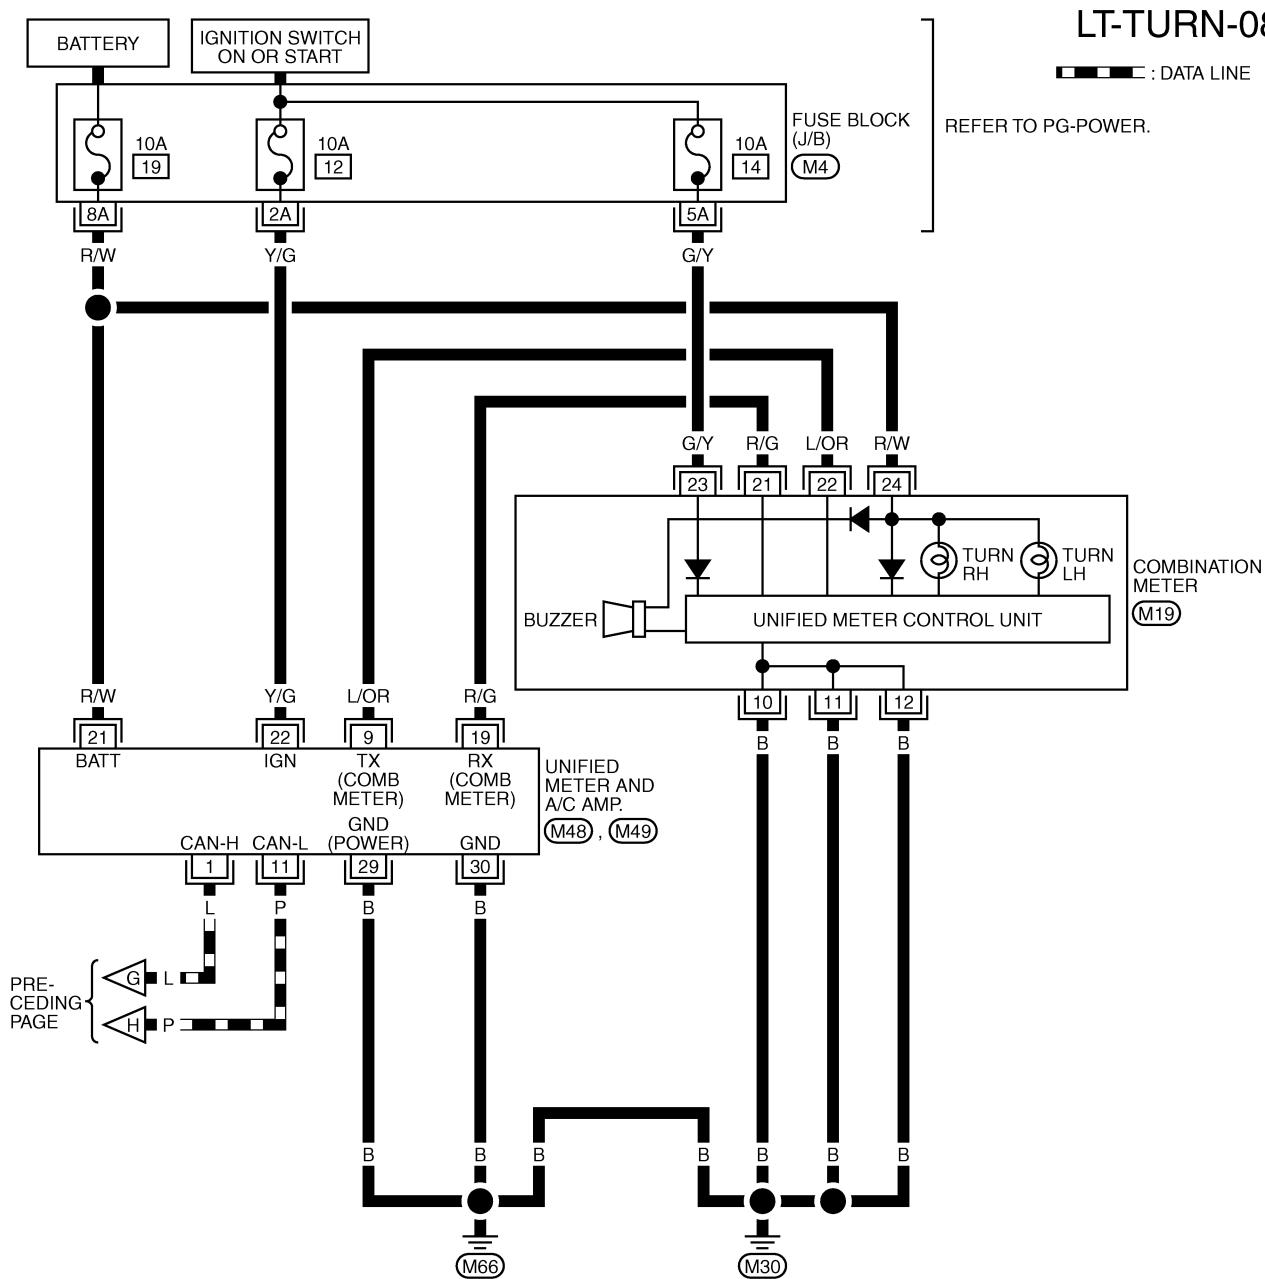 LT-TURN-08
BATTERY
IGNITION SWITCH
ON OR START
: DATA LINE
10A
19
10A
12
10A
14
FUSE BLOCK
(J/B)
M4
REFER TO PG-POWER.
8A
2A
5A
R/W
Y/G
G/Y
G/Y
R/G
L/OR
R/W
23
21
22
24
TURN
RH
TURN
LH
COMBINATION
METER
M19
BUZZER
UNIFIED METER CONTROL UNIT
R/W
Y/G
L/OR
R/G
10
11
12
21
22
9
19
B
B
B
BATT
IGN
TX
(COMB
METER)
RX
(COMB
METER)
UNIFIED
METER AND
A/C AMP.
M48 , M49
CAN-H
CAN-L
GND
(POWER)
GND
1
11
29
30
L
P
B
B
PRE-
CEDING
PAGE
G
L
H
P
B
B
B
B
B
B
B
M66
M30